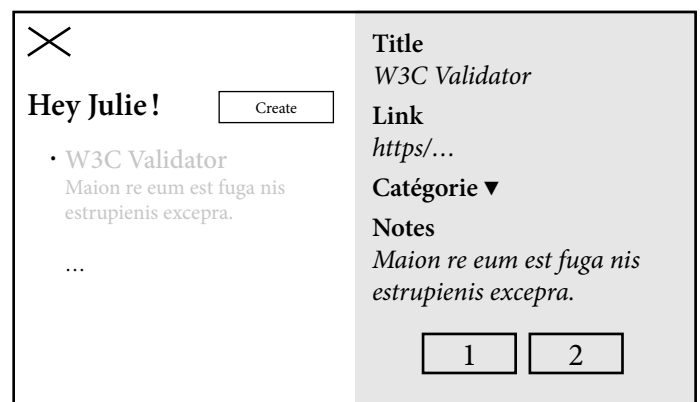 Hey Julie !
Create
• W3C Validator
Maion re eum est fuga nis
estrupienis excepra.
...
Title
W3C Validator
Link
https/...
Catégorie ▼
Notes
Maion re eum est fuga nis
estrupienis excepra.
1
2